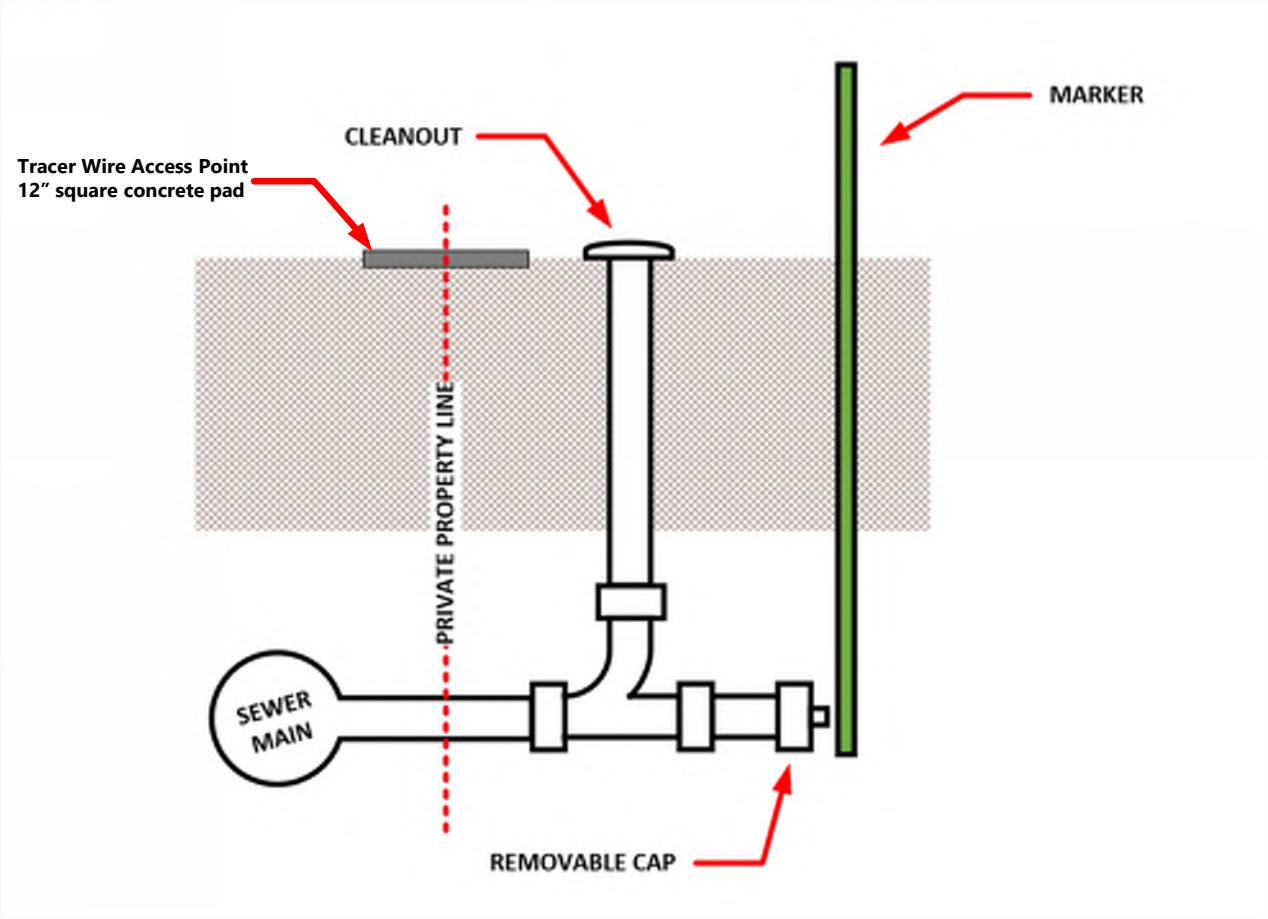 MARKER
CLEANOUT
Tracer Wire Access Point
12” square concrete pad
PRIVATE PROPERTY LINE
SEWER
MAIN
REMOVABLE CAP